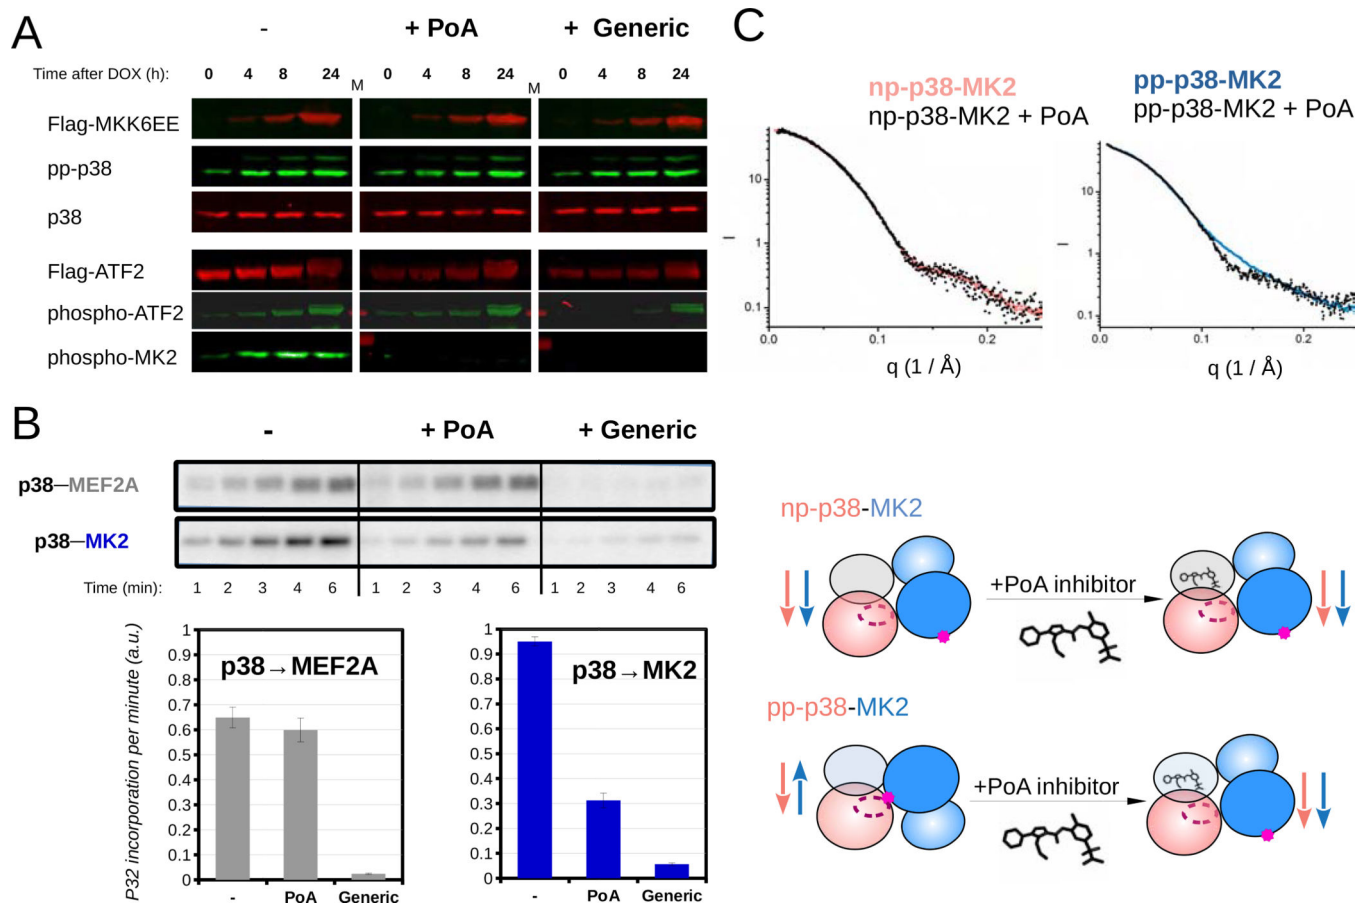 A
- + PoA + Generic
Time after DOX (h): 0 4 8 24 M 0 4 8 24 M 0 4 8 24
Flag-MKK6EE
pp-p38
p38
Flag-ATF2
phospho-ATF2
phospho-MK2
B
- + PoA + Generic
p38—MEF2A
p38—MK2
Time (min): 1 2 3 4 6 1 2 3 4 6 1 2 3 4 6
P32 incorporation per minute (a.u.)
p38→MEF2A
1
0.9
0.8
0.7
0.6
0.5
0.4
0.3
0.2
0.1
0
- PoA Generic
p38→MK2
1
0.9
0.8
0.7
0.6
0.5
0.4
0.3
0.2
0.1
0
- PoA Generic
C
np-p38-MK2
np-p38-MK2 + PoA
10
1
0.1
I
0.0 0.1 0.2
q (1 / Å)
pp-p38-MK2
pp-p38-MK2 + PoA
10
1
0.1
I
0.0 0.1 0.2
q (1 / Å)
np-p38-MK2
+PoA inhibitor
pp-p38-MK2
+PoA inhibitor